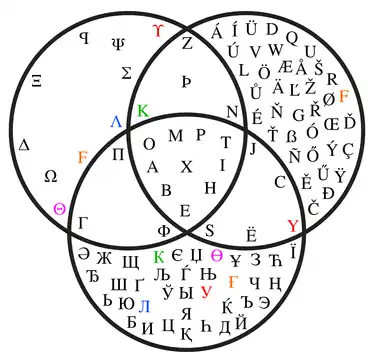 ϥ Ψ ϒ Z Á Í Ü D Q
Ú V W U
Ξ Σ Þ L Ö Æ Å Š R
Ů Ä Ľ Ž Ø F
Λ K N É Ň G Ř
Δ O M P T Ť ß Ó Œ Ď
F Π J Ñ Ő Ý Ç
Ω A X I C Ě Ű Ÿ
B H Đ
Θ E Č
Γ Φ S Ë Y
Ə Ж Щ K Є Џ Ө Ұ З Ћ Ї
Ђ Љ Ѓ Њ Ғ Ч Ң
Ш Ґ Ў Ы У
Ь Ю Л Я Ќ Ъ Э
Б И Ц Қ Һ Д Й